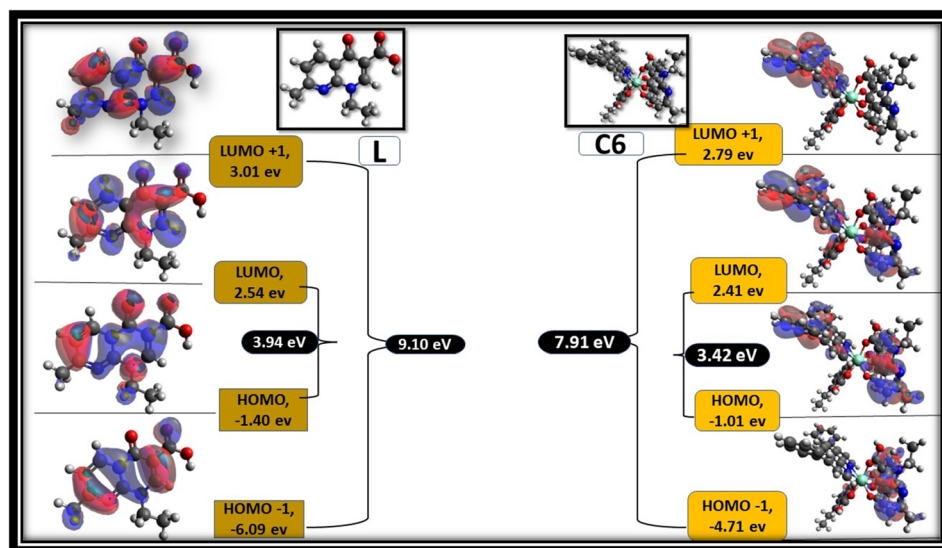 L
LUMO +1,
3.01 ev
LUMO,
2.54 ev
3.94 eV
9.10 eV
HOMO,
-1.40 ev
HOMO -1,
-6.09 ev
C6
LUMO +1,
2.79 ev
LUMO,
2.41 ev
7.91 eV
3.42 eV
HOMO,
-1.01 ev
HOMO -1,
-4.71 ev